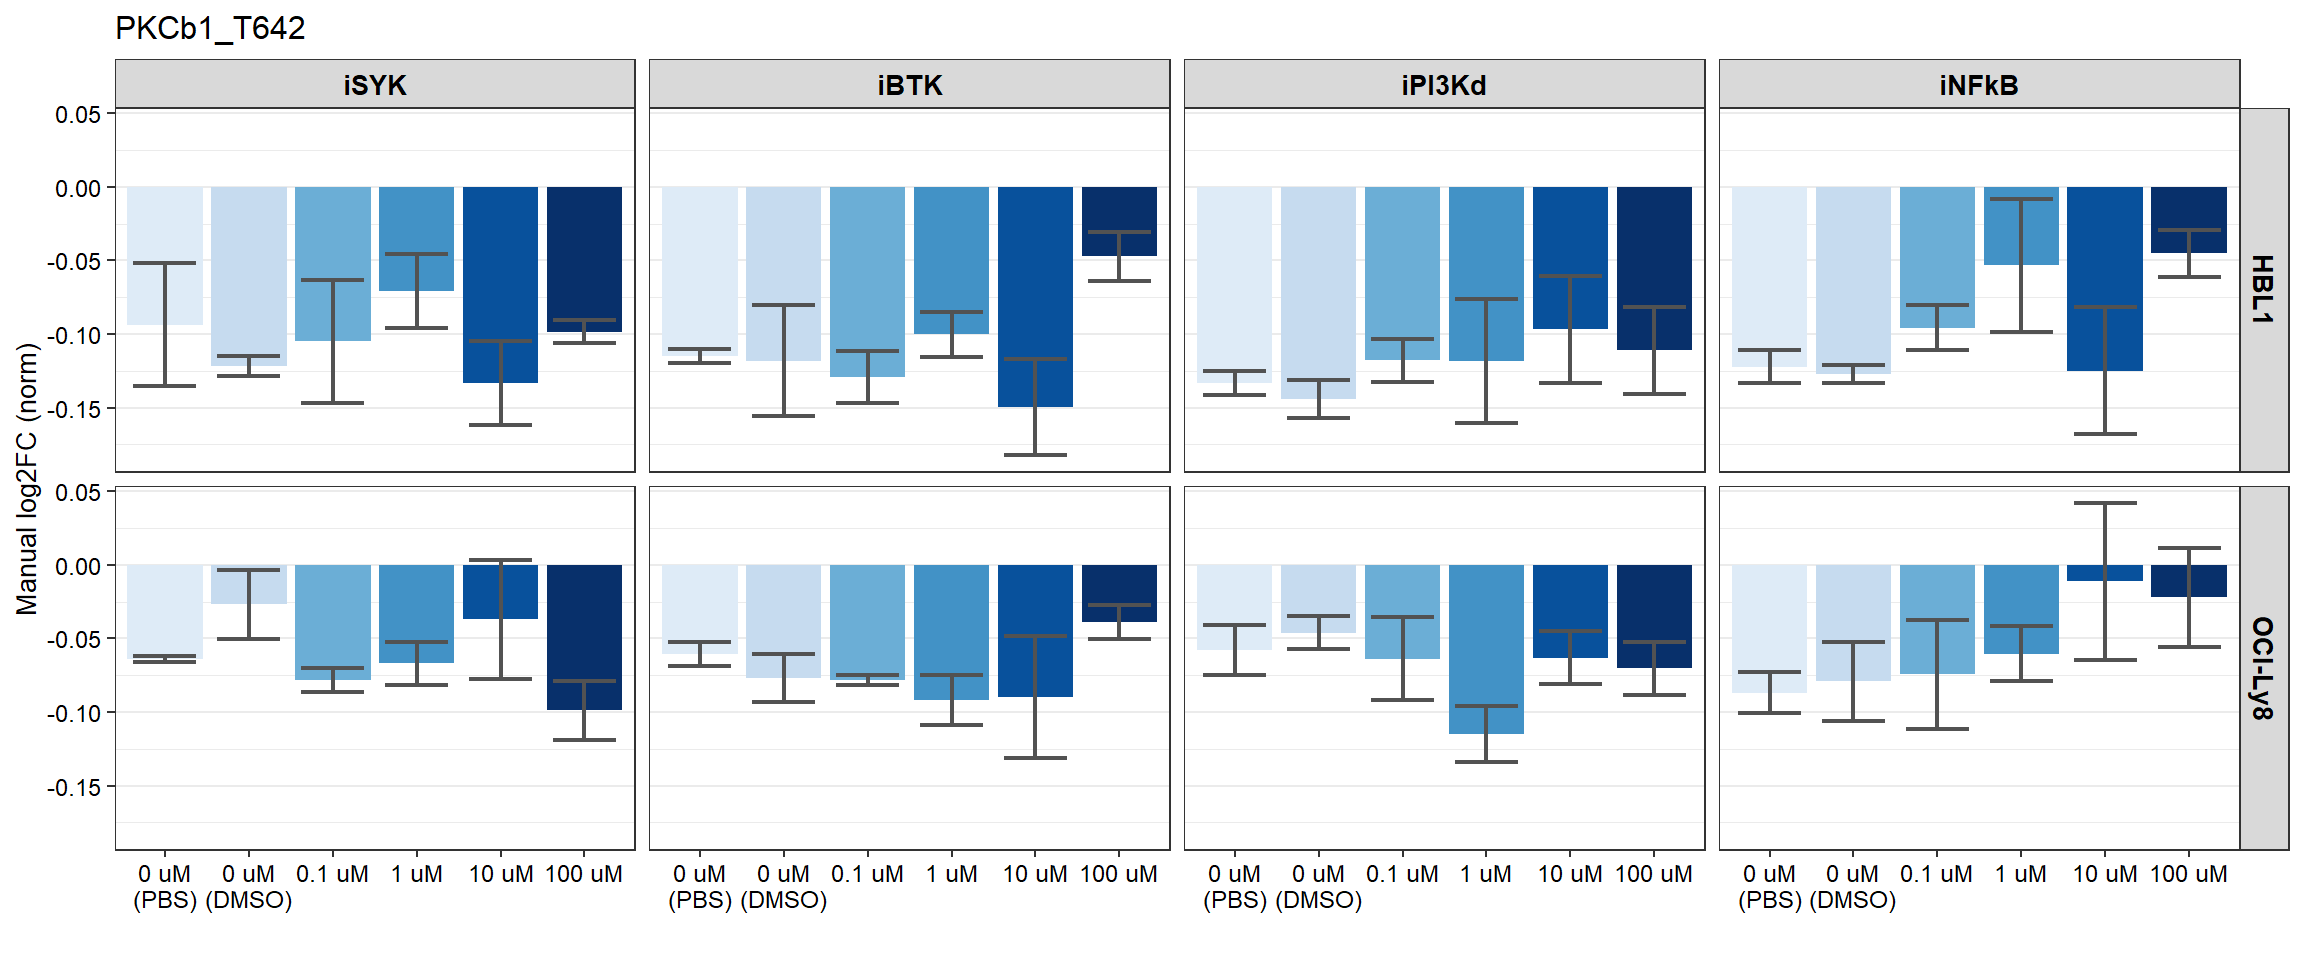 PKCb1_T642
iSYK iBTK iPI3Kd iNFkB
0.05
0.00
-0.05
-0.10
-0.15
HBL1
0.05
0.00
-0.05
-0.10
-0.15
OCI-Ly8
Manual log2FC (norm)
0 uM 0 uM 0.1 uM 1 uM 10 uM 100 uM 0 uM 0 uM 0.1 uM 1 uM 10 uM 100 uM 0 uM 0 uM 0.1 uM 1 uM 10 uM 100 uM 0 uM 0 uM 0.1 uM 1 uM 10 uM 100 uM
(PBS) (DMSO) (PBS) (DMSO) (PBS) (DMSO) (PBS) (DMSO)